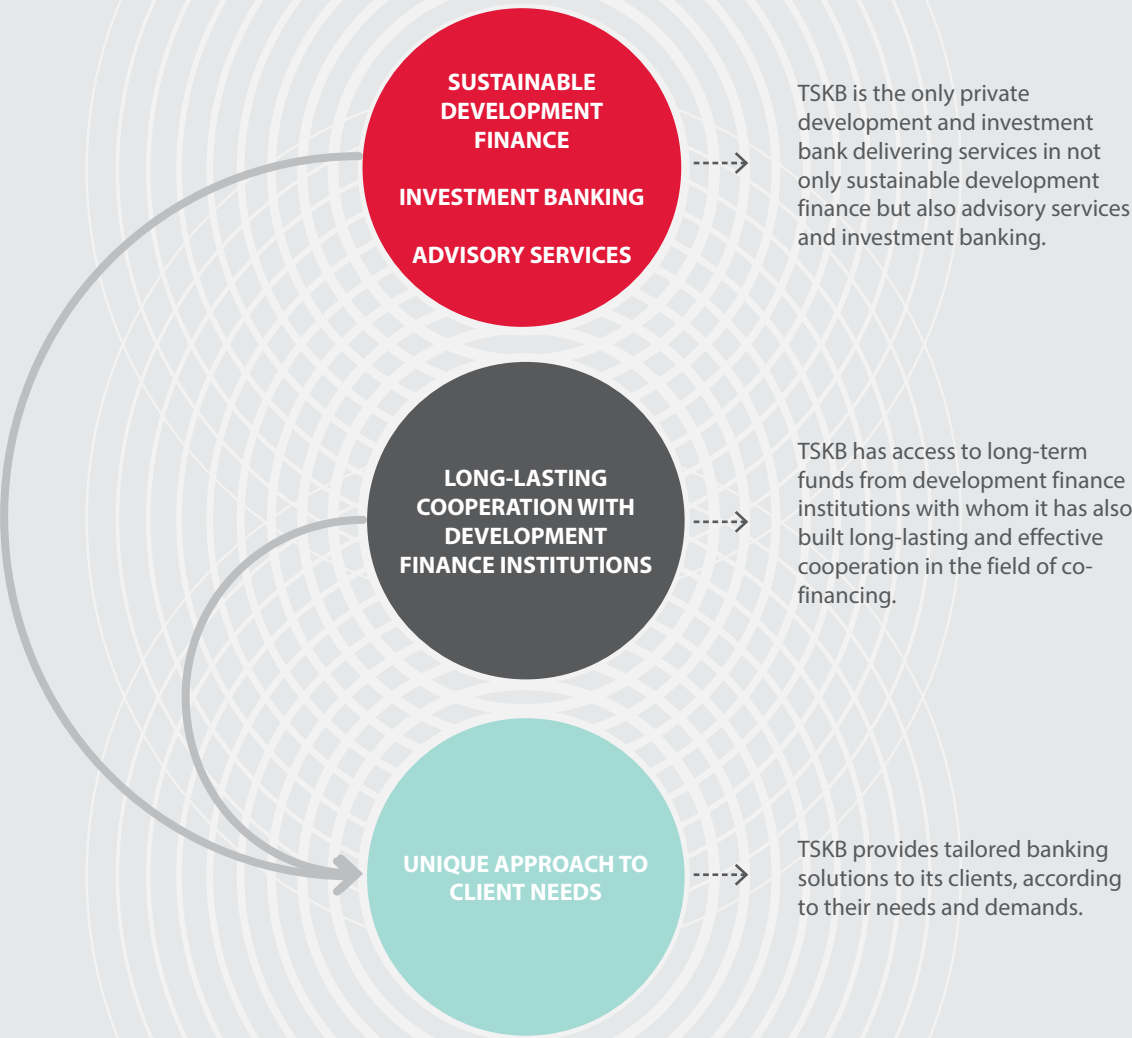 SUSTAINABLE
DEVELOPMENT
FINANCE
INVESTMENT BANKING
ADVISORY SERVICES
TSKB is the only private
development and investment
bank delivering services in not
only sustainable development
finance but also advisory services
and investment banking.
LONG-LASTING
COOPERATION WITH
DEVELOPMENT
FINANCE INSTITUTIONS
TSKB has access to long-term
funds from development finance
institutions with whom it has also
built long-lasting and effective
cooperation in the field of co-
financing.
UNIQUE APPROACH TO
CLIENT NEEDS
TSKB provides tailored banking
solutions to its clients, according
to their needs and demands.